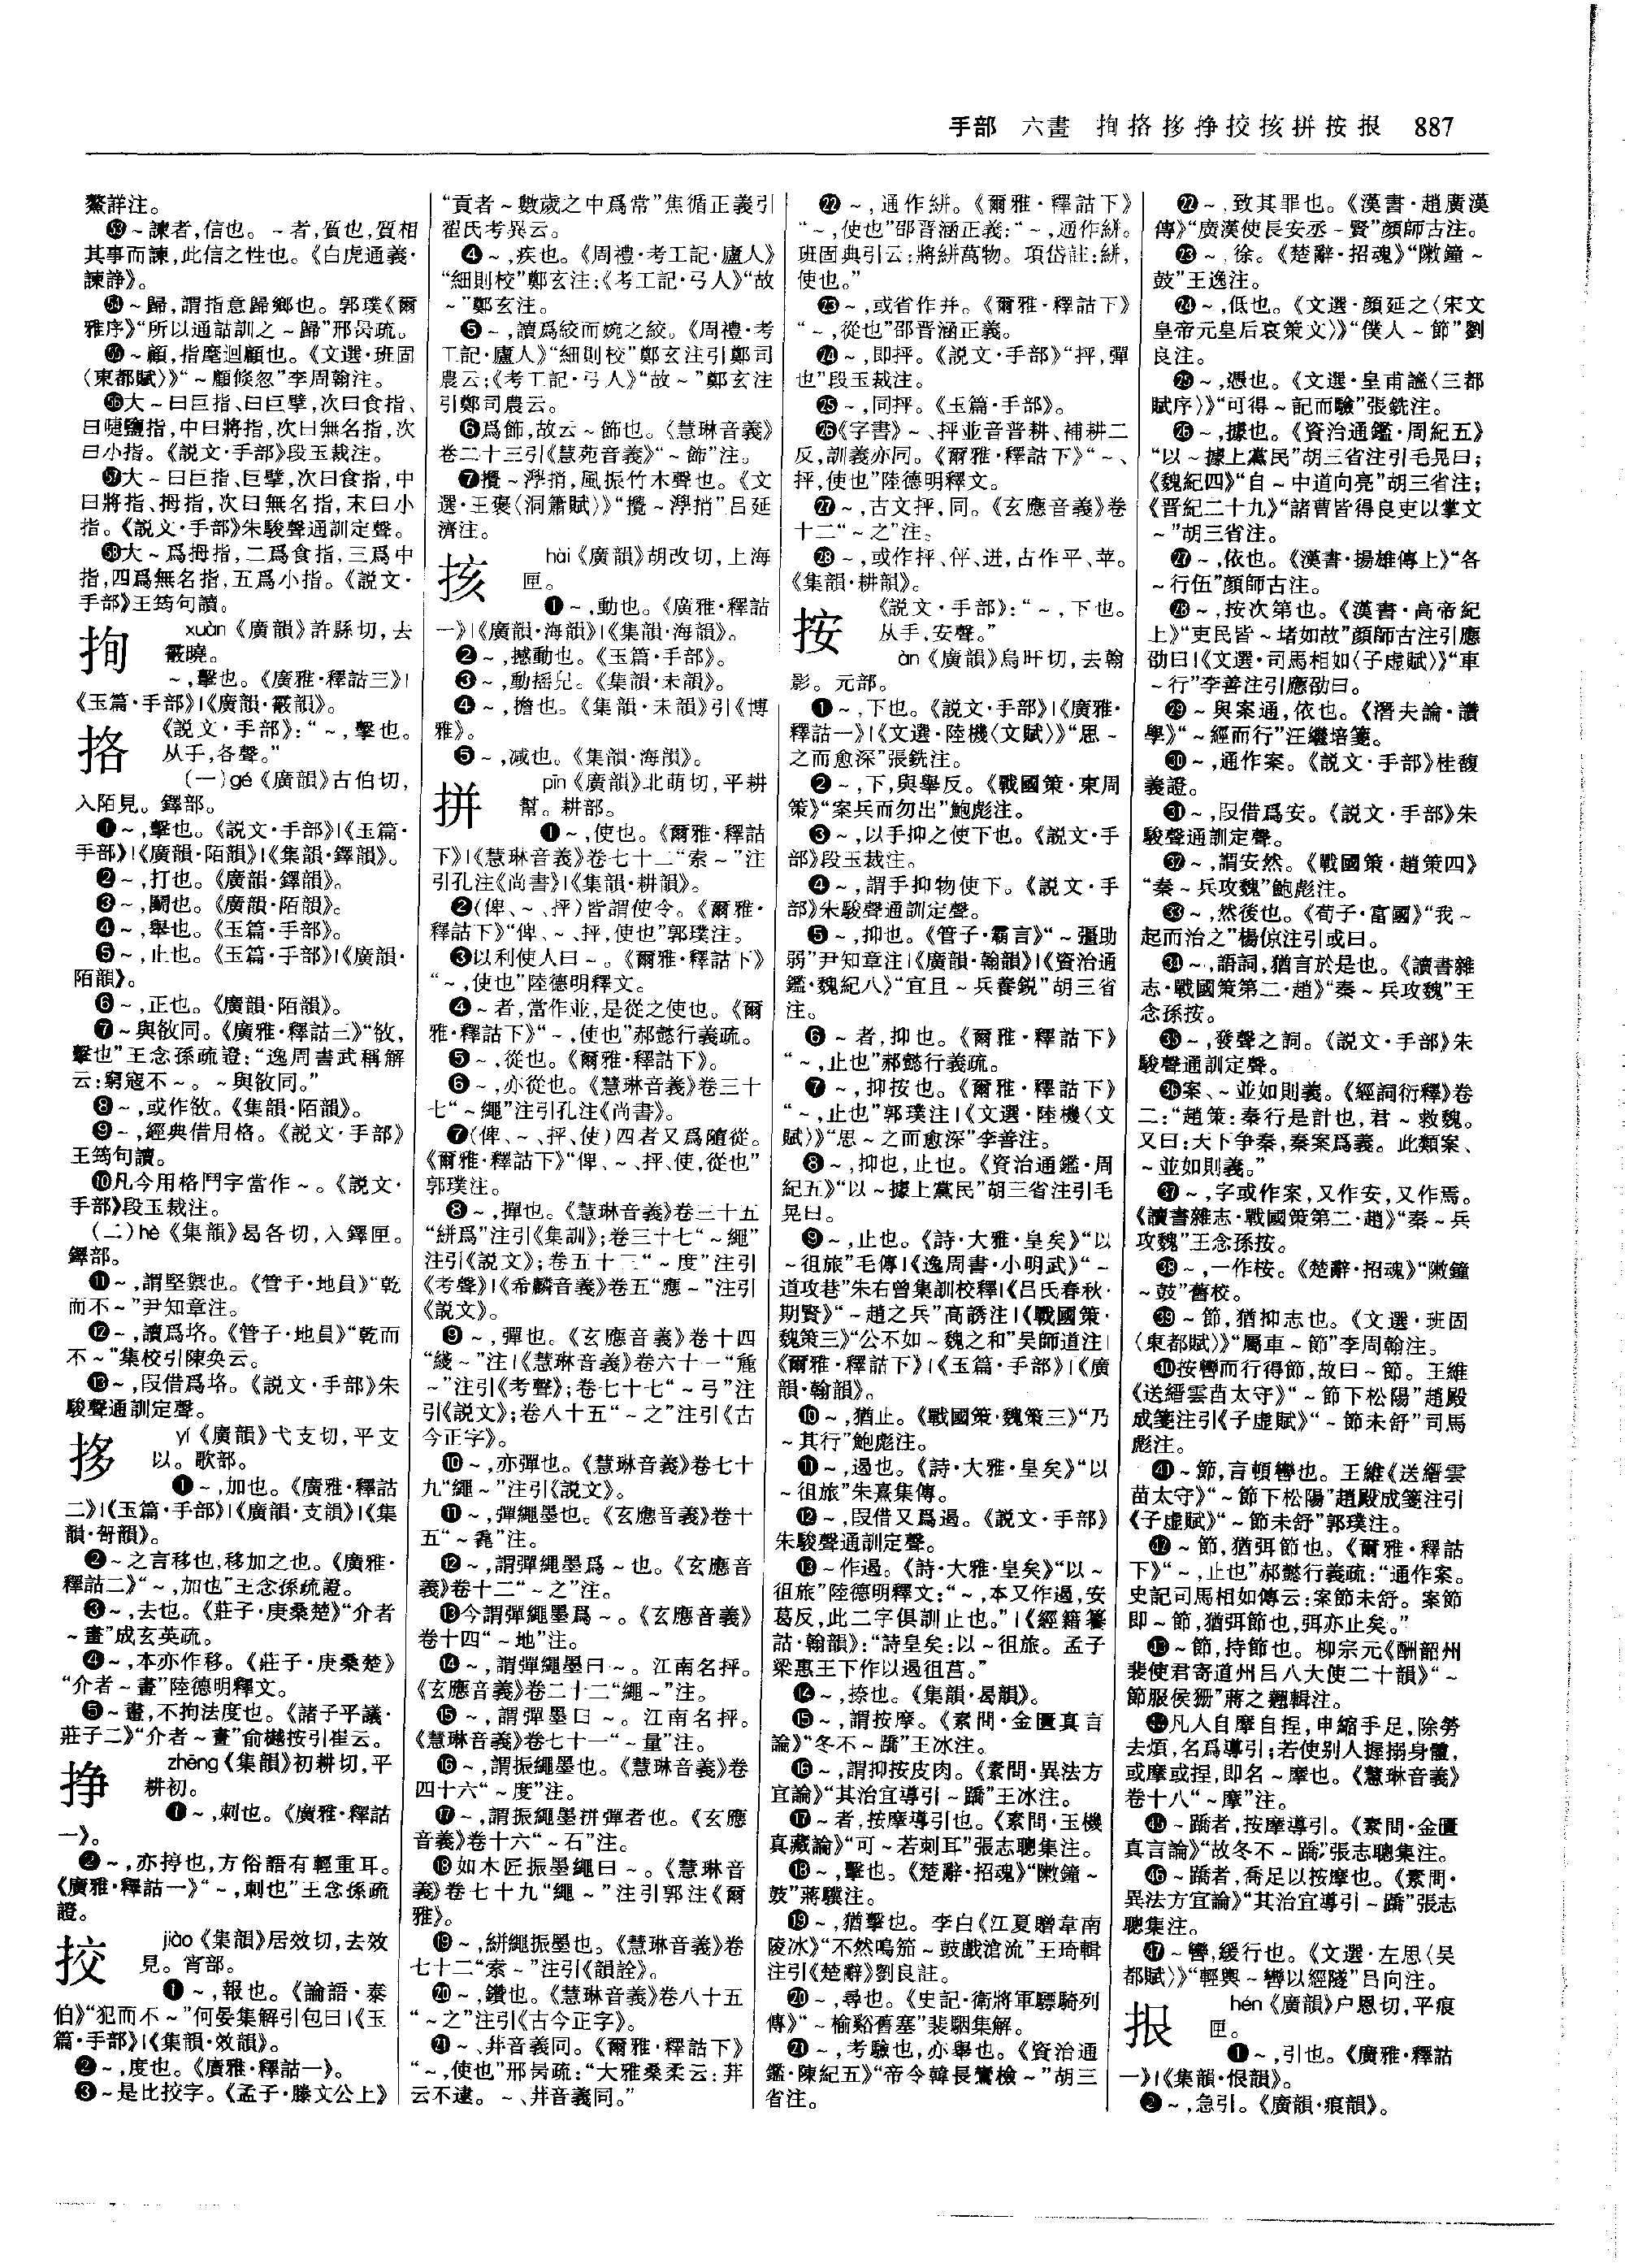 手部　六畫　拘挌拸挣挍核拼按拫　887
鰲詳注。
㊼～諫者,信也。～者,質也,質相
其事而諫,此信之性也。《白虎通義·
諫諍》。
54～歸,謂指意歸鄉也。郭璞《爾
雅序》“所以通詁訓之～歸”邢昺疏。
55～顧,指麾迴顧也。《文選·班固
〈東都賦〉》“～顧倏忽”李周翰注。
56大～曰巨指、曰巨擘,次曰食指、
曰啑鹽指,中曰將指,次曰無名指,次
曰小指。《説文·手部》段玉裁注。
57大～曰巨指、巨擘,次曰食指,中
曰將指、拇指,次曰無名指,末曰小
指。《説文·手部》朱駿聲通訓定聲。
58大～爲拇指,二爲食指,三爲中
指,四爲無名指,五爲小指。《説文·
手部》王筠句讀。
挌　《説文·手部》：“～,擊也。
从手,各聲。”
(一)gé《廣韻》古伯切,
入陌見。鐸部。
❶～,擊也。《説文·手部》|《玉篇·
手部》|《廣韻·陌韻》|《集韻·鐸韻》。
❷～,打也。《廣韻·鐸韻》。
❸～,鬭也。《廣韻·陌韻》。
❹～,舉也。《玉篇·手部》。
❺～,止也。《玉篇·手部》|《廣韻·
陌韻》。
❻～,正也。《廣韻·陌韻》。
❼～與敋同。《廣雅·釋詁三》“敋,
擊也”王念孫疏證：“逸周書武稱解
云:窮寇不～。～與敋同。”
❽～,或作敋。《集韻·陌韻》。
❾～,經典借用格。《説文·手部》
王筠句讀。
❿凡今用格鬥字當作～。《説文·
手部》段玉裁注。
(二)hè《集韻》曷各切,入鐸匣。
鐸部。
⓫～,謂堅禦也。《管子·地員》“乾
而不～”尹知章注。
⓬～,讀爲垎。《管子·地員》“乾而
不～”集校引陳奂云。
⓭～,叚借爲垎。《説文·手部》朱
駿聲通訓定聲。
拸　yí《廣韻》弋支切,平支
以。歌部。
❶～,加也。《廣雅·釋詁
二》|《玉篇·手部》|《廣韻·支韻》|《集
韻·哿韻》。
❷～之言移也,移加之也。《廣雅·
釋詁二》“～,加也”王念孫疏證。
❸～,去也。《莊子·庚桑楚》“介者
～畫”成玄英疏。
❹～,本亦作移。《莊子·庚桑楚》
“介者～畫”陸德明釋文。
❺～畫,不拘法度也。《諸子平議·
莊子二》“介者～畫”俞樾按引崔云。
挣　zhēng《集韻》初耕切,平
耕初。
❶～,刺也。《廣雅·釋詁
一》。
❷～,亦揨也,方俗語有輕重耳。
《廣雅·釋詁一》“～,刺也”王念孫疏
證。
挍　jiào《集韻》居效切,去效
見。宵部。
❶～,報也。《論語·泰
伯》“犯而不～”何晏集解引包曰|《玉
篇·手部》|《集韻·效韻》。
❷～,度也。《廣雅·釋詁一》。
❸～是比挍字。《孟子·滕文公上》
“貢者～數歲之中爲常”焦循正義引
翟氏考異云。
❹～,疾也。《周禮·考工記·廬人》
“細則校”鄭玄注;《考工記·弓人》“故
～”鄭玄注。
❺～,讀爲絞而婉之絞。《周禮·考
工記·廬人》“細則校”鄭玄注引鄭司
農云;《考工記·弓人》“故～”鄭玄注
引鄭司農云。
❻爲飾,故云～飾也。《慧琳音義》
卷二十三引《慧苑音義》“～飾”注。
❼攪～浮捎,風振竹木聲也。《文
選·王褒〈洞簫賦〉》“攪～浮捎”吕延
濟注。
㧡　hài《廣韻》胡改切,上海
匣。
❶～,動也。《廣雅·釋詁
一》|《廣韻·海韻》|《集韻·海韻》。
❷～,撼動也。《玉篇·手部》。
❸～,動摇皃。《集韻·未韻》。
❹～,擔也。《集韻·未韻》引《博
雅》。
❺～,减也。《集韻·海韻》。
拼　pīn《廣韻》北萌切,平耕
幫。耕部。
❶～,使也。《爾雅·釋詁
下》|《慧琳音義》卷七十二“索～”注
引孔注《尚書》|《集韻·耕韻》。
❷(俾、～、抨)皆謂使令。《爾雅·
釋詁下》“俾、～、抨,使也”郭璞注。
❸以利使人曰～。《爾雅·釋詁下》
“～,使也”陸德明釋文。
❹～者,當作並,是從之使也。《爾
雅·釋詁下》“～,使也”郝懿行義疏。
❺～,從也。《爾雅·釋詁下》。
❻～,亦從也。《慧琳音義》卷三十
七“～繩”注引孔注《尚書》。
❼(俾、～、抨、使)四者又爲隨從。
《爾雅·釋詁下》“俾、～、抨、使,從也”
郭璞注。
❽～,撣也。《慧琳音義》卷三十五
“絣爲”注引《集訓》;卷三十七“～繩”
注引《説文》;卷五十三“～度”注引
《考聲》|《希麟音義》卷五“應～”注引
《説文》。
❾～,彈也。《玄應音義》卷十四
“綫～”注|《慧琳音義》卷六十一“麄
～”注引《考聲》;卷七十七“～弓”注
引《説文》;卷八十五“～之”注引《古
今正字》。
❿～,亦彈也。《慧琳音義》卷七十
九“繩～”注引《説文》。
⓫～,彈繩墨也。《玄應音義》卷十
五“～毳”注。
⓬～,謂彈繩墨爲～也。《玄應音
義》卷十二“～之”注。
⓭今謂彈繩墨爲～。《玄應音義》
卷十四“～地”注。
⓮～,謂彈繩墨曰～。江南名抨。
《玄應音義》卷二十二“繩～”注。
⓯～,謂彈墨曰～。江南名抨。
《慧琳音義》卷七十一“～量”注。
⓰～,謂振繩墨也。《慧琳音義》卷
四十六“～度”注。
⓱～,謂振繩墨拼彈者也。《玄應
音義》卷十六“～石”注。
⓲如木匠振墨繩曰～。《慧琳音
義》卷七十九“繩～”注引郭注《爾
雅》。
⓳～,絣繩振墨也。《慧琳音義》卷
七十二“索～”注引《韻詮》。
⓴～,鑽也。《慧琳音義》卷八十五
“～之”注引《古今正字》。
㉑～、荓音義同。《爾雅·釋詁下》
“～,使也”邢昺疏：“大雅桑柔云:荓
云不逮。～、荓音義同。”
㉒～,通作絣。《爾雅·釋詁下》
“～,使也”邵晋涵正義：“～,通作絣。
班固典引云:將絣萬物。項岱註:絣,
使也。”
㉓～,或省作并。《爾雅·釋詁下》
“～,從也”邵晋涵正義。
㉔～,即抨。《説文·手部》“抨,彈
也”段玉裁注。
㉕～,同抨。《玉篇·手部》。
㉖《字書》～、抨並音普耕、補耕二
反,訓義亦同。《爾雅·釋詁下》“～、
抨,使也”陸德明釋文。
㉗～,古文抨,同。《玄應音義》卷
十二“～之”注。
㉘～,或作抨、伻、迸,古作平、苹。
《集韻·耕韻》。
按　《説文·手部》：“～,下也。
从手,安聲。”
àn《廣韻》烏旰切,去翰
影。元部。
❶～,下也。《説文·手部》|《廣雅·
釋詁一》|《文選·陸機〈文賦〉》“思～
之而愈深”張銑注。
❷～,下,與舉反。《戰國策·東周
策》“案兵而勿出”鮑彪注。
❸～,以手抑之使下也。《説文·手
部》段玉裁注。
❹～,謂手抑物使下。《説文·手
部》朱駿聲通訓定聲。
❺～,抑也。《管子·霸言》“～彊助
弱”尹知章注|《廣韻·翰韻》|《資治通
鑑·魏紀八》“宜且～兵養鋭”胡三省
注。
❻～者,抑也。《爾雅·釋詁下》
“～,止也”郝懿行義疏。
❼～,抑按也。《爾雅·釋詁下》
“～,止也”郭璞注|《文選·陸機〈文
賦〉》“思～之而愈深”李善注。
❽～,抑也,止也。《資治通鑑·周
紀五》“以～據上黨民”胡三省注引毛
晃曰。
❾～,止也。《詩·大雅·皇矣》“以
～徂旅”毛傳|《逸周書·小明武》“～
道攻巷”朱右曾集訓校釋|《吕氏春秋·
期賢》“～趙之兵”高誘注|《戰國策·
魏策三》“公不如～魏之和”吴師道注|
《爾雅·釋詁下》|《玉篇·手部》|《廣
韻·翰韻》。
❿～,猶止。《戰國策·魏策三》“乃
～其行”鮑彪注。
⓫～,遏也。《詩·大雅·皇矣》“以
～徂旅”朱熹集傳。
⓬～,叚借又爲遏。《説文·手部》
朱駿聲通訓定聲。
⓭～作遏。《詩·大雅·皇矣》“以～
徂旅”陸德明釋文：“～,本又作遏,安
葛反,此二字俱訓止也。”|《經籍籑
詁·翰韻》：“詩皇矣:以～徂旅。孟子
梁惠王下作以遏徂莒。”
⓮～,捺也。《集韻·曷韻》。
⓯～,謂按摩。《素問·金匱真言
論》“冬不～蹻”王冰注。
⓰～,謂抑按皮肉。《素問·異法方
宜論》“其治宜導引～蹻”王冰注。
⓱～者,按摩導引也。《素問·玉機
真藏論》“可～若刺耳”張志聰集注。
⓲～,擊也。《楚辭·招魂》“敶鐘～
鼓”蔣驥注。
⓳～,猶擊也。李白《江夏贈韋南
陵冰》“不然鳴笳～鼓戲滄流”王琦輯
注引《楚辭》劉良註。
⓴～,尋也。《史記·衛將軍驃騎列
傳》“～榆谿舊塞”裴駰集解。
㉑～,考驗也,亦舉也。《資治通
鑑·陳紀五》“帝令韓長鸞檢～”胡三
省注。
㉒～,致其罪也。《漢書·趙廣漢
傳》“廣漢使長安丞～賢”顔師古注。
㉓～,徐。《楚辭·招魂》“敶鐘～
鼓”王逸注。
㉔～,低也。《文選·顔延之〈宋文
皇帝元皇后哀策文〉》“僕人～節”劉
良注。
㉕～,憑也。《文選·皇甫謐〈三都
賦序〉》“可得～記而驗”張銑注。
㉖～,據也。《資治通鑑·周紀五》
“以～據上黨民”胡三省注引毛晃曰;
《魏紀四》“自～中道向亮”胡三省注;
《晋紀二十九》“諸曹皆得良吏以掌文
～”胡三省注。
㉗～,依也。《漢書·揚雄傳上》“各
～行伍”顔師古注。
㉘～,按次第也。《漢書·高帝紀
上》“吏民皆～堵如故”顔師古注引應
劭曰|《文選·司馬相如〈子虛賦〉》“車
～行”李善注引應劭曰。
㉙～與案通,依也。《潛夫論·讚
學》“～經而行”汪繼培箋。
㉚～,通作案。《説文·手部》桂馥
義證。
㉛～,叚借爲安。《説文·手部》朱
駿聲通訓定聲。
㉜～,謂安然。《戰國策·趙策四》
“秦～兵攻魏”鮑彪注。
㉝～,然後也。《荀子·富國》“我～
起而治之”楊倞注引或曰。
㉞～,語詞,猶言於是也。《讀書雜
志·戰國策第二·趙》“秦～兵攻魏”王
念孫按。
㉟～,發聲之詞。《説文·手部》朱
駿聲通訓定聲。
㊱案、～並如則義。《經詞衍釋》卷
二:“趙策:秦行是計也,君～救魏。
又曰:天下争秦,秦案爲義。此類案、
～並如則義。”
㊲～,字或作案,又作安,又作焉。
《讀書雜志·戰國策第二·趙》“秦～兵
攻魏”王念孫按。
㊳～,一作桉。《楚辭·招魂》“敶鐘
～鼓”舊校。
㊴～節,猶抑志也。《文選·班固
〈東都賦〉》“屬車～節”李周翰注。
㊵按轡而行得節,故曰～節。王維
《送縉雲苗太守》“～節下松陽”趙殿
成箋注引《子虛賦》“～節未舒”司馬
彪注。
㊶～節,言頓轡也。王維《送縉雲
苗太守》“～節下松陽”趙殿成箋注引
《子虛賦》“～節未舒”郭璞注。
㊷～節,猶弭節也。《爾雅·釋詁
下》“～,止也”郝懿行義疏：“通作案。
史記司馬相如傳云:案節未舒。案節
即～節,猶弭節也,弭亦止矣。”
㊸～節,持節也。柳宗元《酬韶州
裴使君寄道州吕八大使二十韻》“～
節服侯狦”蔣之翹輯注。
㊹凡人自摩自捏,申縮手足,除勞
去煩,名爲導引;若使别人握搦身體,
或摩或捏,即名～摩也。《慧琳音義》
卷十八“～摩”注。
㊺～蹻者,按摩導引。《素問·金匱
真言論》“故冬不～蹻”張志聰集注。
㊻～蹻者,喬足以按摩也。《素問·
異法方宜論》“其治宜導引～蹻”張志
聰集注。
㊼～轡,緩行也。《文選·左思〈吴
都賦〉》“輕輿～轡以經隧”吕向注。
拫　hén《廣韻》户恩切,平痕
匣。
❶～,引也。《廣雅·釋詁
一》|《集韻·恨韻》。
❷～,急引。《廣韻·痕韻》。